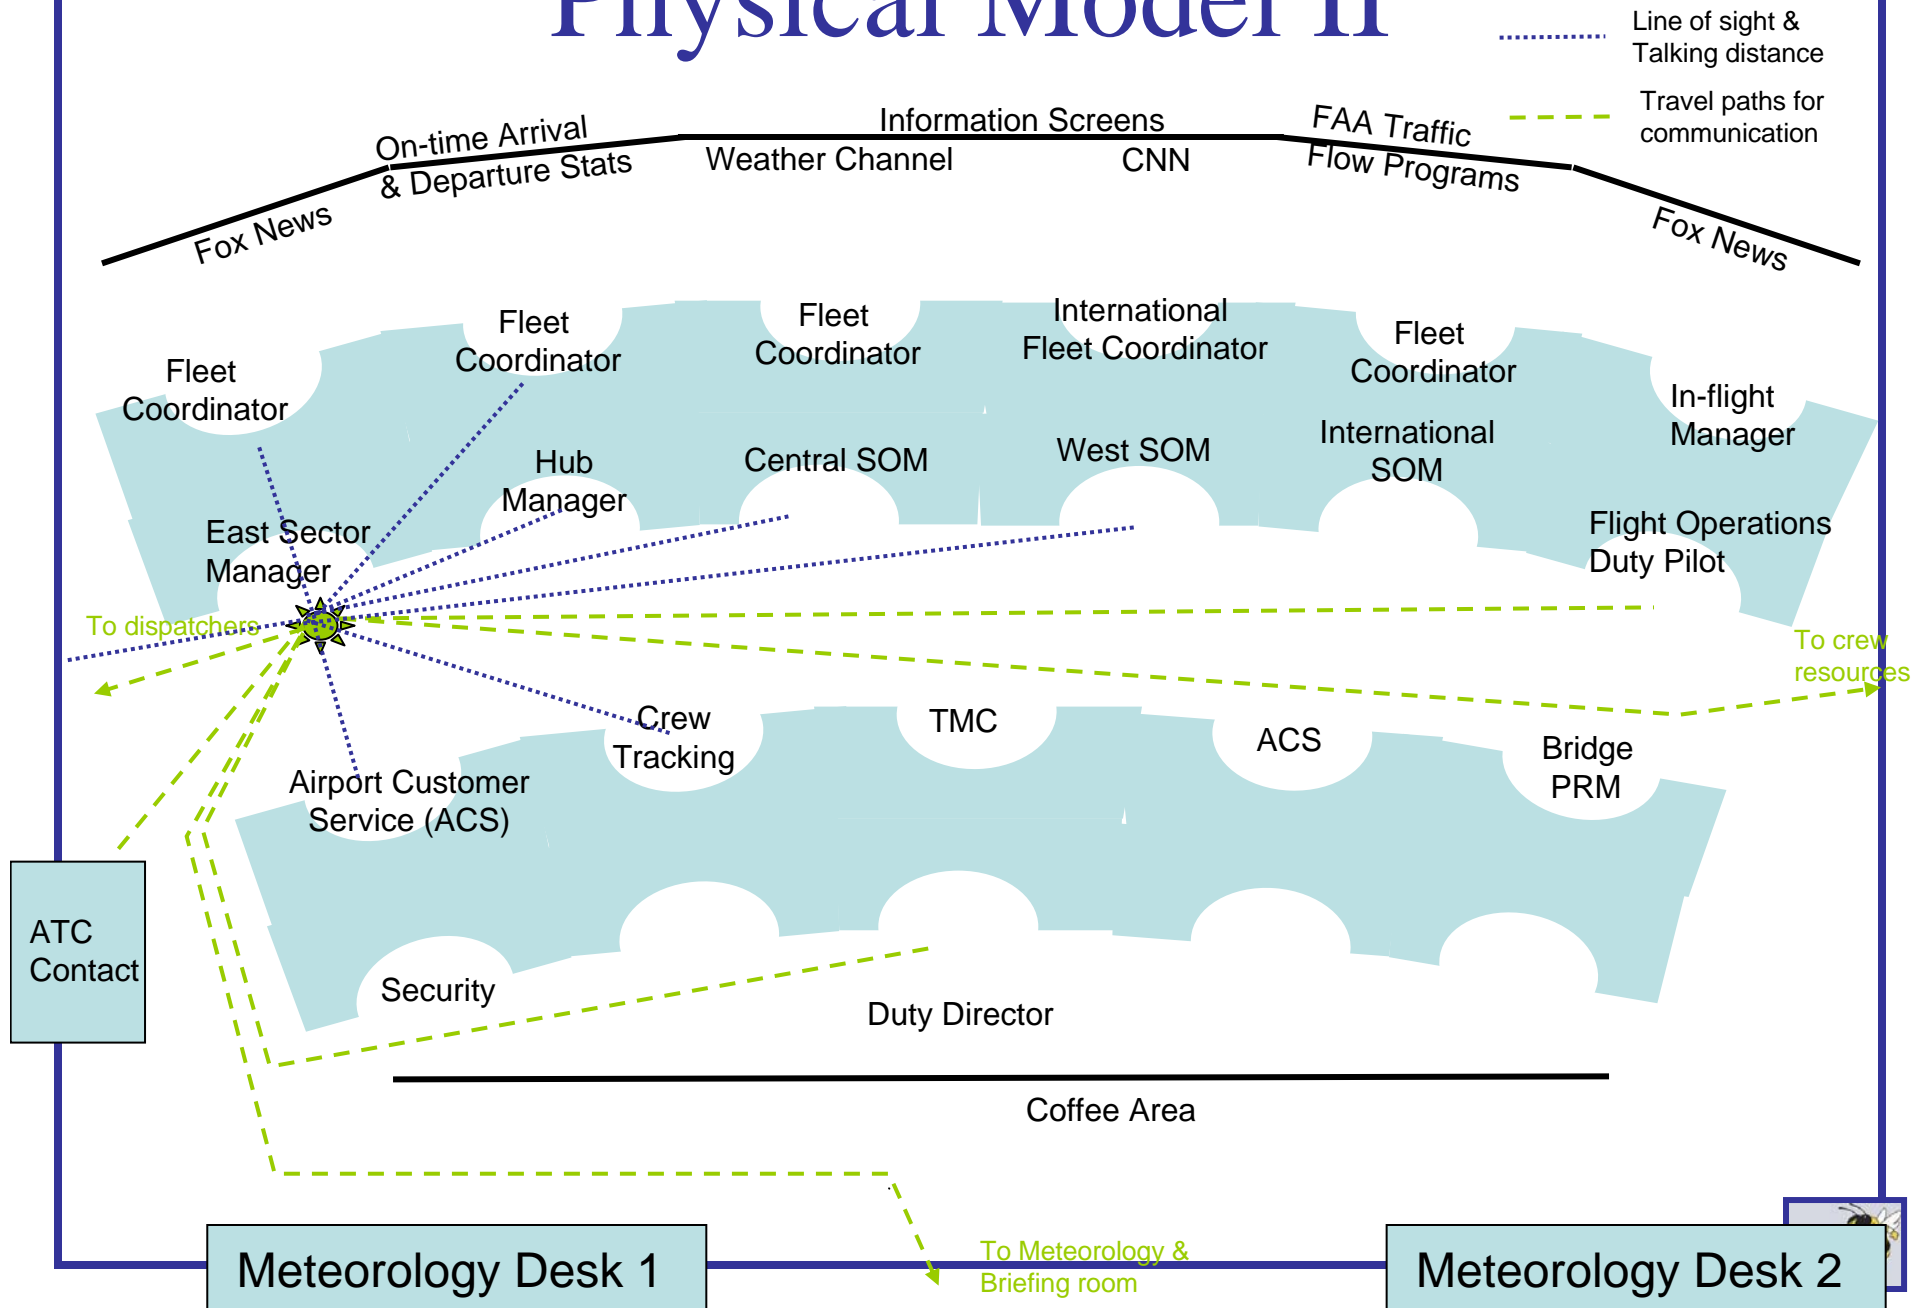 Physical Model II
Line of sight &
Talking distance
Travel paths for
communication
On-time Arrival
& Departure Stats
Information Screens
Weather Channel
CNN
FAA Traffic
Flow Programs
Fox News
Fox News
Fleet
Coordinator
Fleet
Coordinator
Fleet
Coordinator
International
Fleet Coordinator
Fleet
Coordinator
In-flight
Manager
East Sector
Manager
Hub
Manager
Central SOM
West SOM
International
SOM
Flight Operations
Duty Pilot
To dispatchers
To crew
resources
Airport Customer
Service (ACS)
Crew
Tracking
TMC
ACS
Bridge
PRM
ATC
Contact
Security
Duty Director
Coffee Area
Meteorology Desk 1
To Meteorology &
Briefing room
Meteorology Desk 2